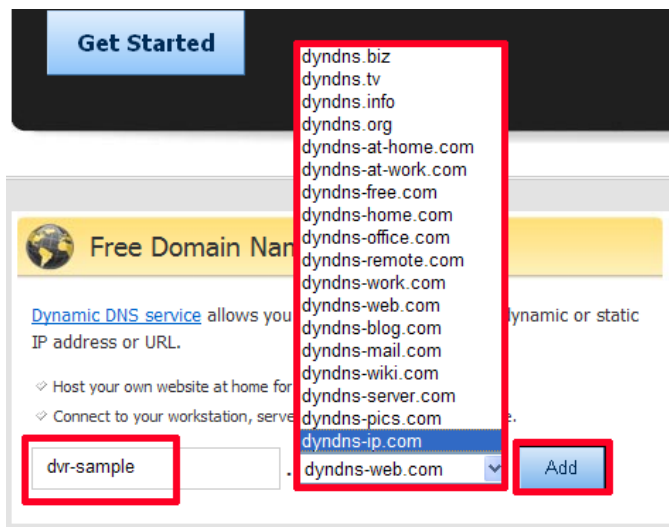 Get Started
dyndns.biz
dyndns.tv
dyndns.info
dyndns.org
dyndns-at-home.com
dyndns-at-work.com
dyndns-free.com
dyndns-home.com
dyndns-office.com
dyndns-remote.com
dyndns-work.com
dyndns-web.com
dyndns-blog.com
dyndns-mail.com
dyndns-wiki.com
dyndns-server.com
dyndns-pics.com
dyndns-ip.com
Free Domain
Dynamic DNS service allows you dynamic or static
IP address or URL.
Host your own website at home for
Connect to your workstation,
dvr-sample . dyndns-web.com Add